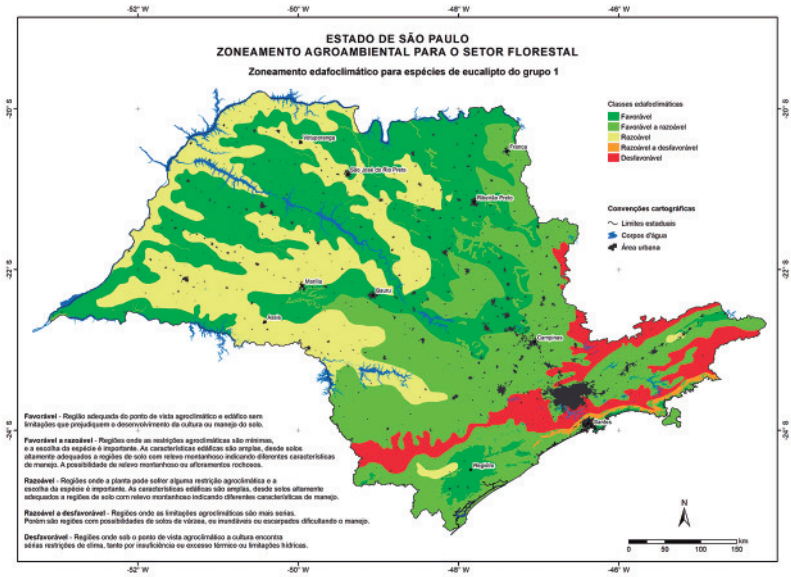 -52° W
-50° W
-48° W
-46° W
ESTADO DE SÃO PAULO
ZONEAMENTO AGROAMBIENTAL PARA O SETOR FLORESTAL
Zoneamento edafoclimático para espécies de eucalipto do grupo 1
-20° S
-20° S
Classes edafoclimáticas
Favorável
Favorável a razoável
Razoável
Razoável a desfavorável
Desfavorável
Votuporanga
Franca
São José do Rio Preto
Ribeirão Preto
Convenções cartográficas
Limites estaduais
Corpos d'água
Área urbana
-22° S
-22° S
Marília
Bauru
Assis
Campinas
Santos
Registro
-24° S
-24° S
Favorável - Região adequada do ponto de vista agroclimático e edáfico sem
limitações que prejudiquem o desenvolvimento da cultura ou manejo do solo.
Favorável a razoável - Regiões onde as restrições agroclimáticas são mínimas,
e a escolha da espécie é importante. As características edáficas são amplas, desde solos
altamente adequados a regiões de solo com relevo montanhoso indicando diferentes características
de manejo. A possibilidade de relevo montanhoso ou afloramentos rochosos.
Razoável - Regiões onde a planta pode sofrer alguma restrição agroclimática e a
escolha da espécie é importante. As características edáficas são amplas, desde solos altamente
adequados a regiões de solo com relevo montanhoso indicando diferentes características de manejo.
Razoável a desfavorável - Regiões onde as limitações agroclimáticas são mais serias.
Porém são regiões com possibilidades de solos de várzea, ou inundáveis ou escarpados dificultando o manejo.
Desfavorável - Regiões onde sob o ponto de vista agroclimático a cultura encontra
sérias restrições de clima, tanto por insuficiência ou excesso térmico ou limitações hídricas.
N
km
0 25 50 100 150
-52° W
-50° W
-48° W
-46° W